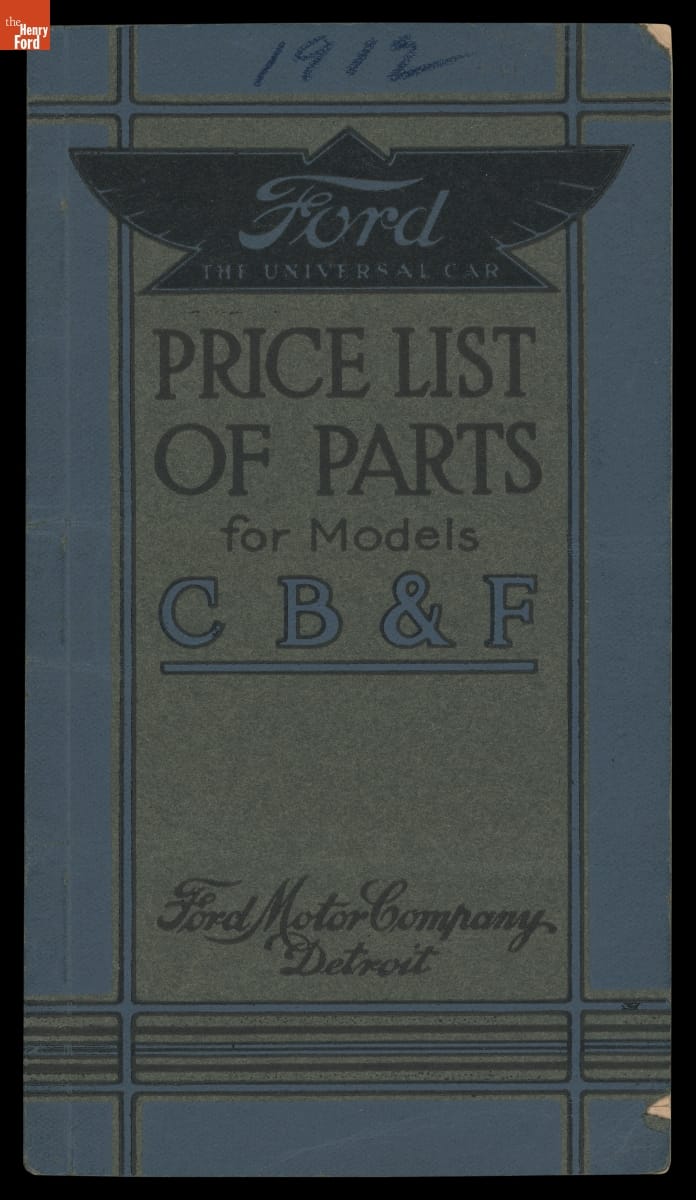 the
Henry
Ford
1912
Ford
THE UNIVERSAL CAR
PRICE LIST
OF PARTS
for Models
C B & F
Ford Motor Company
Detroit